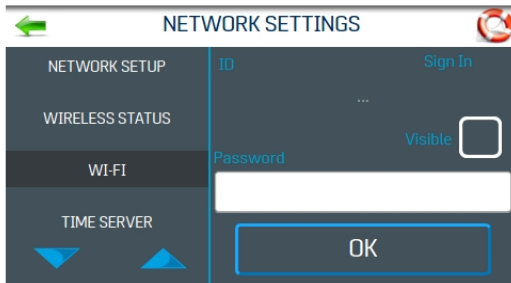 NETWORK SETTINGS
NETWORK SETUP
WIRELESS STATUS
WI-FI
TIME SERVER
ID
Sign In
...
Visible
Password
OK